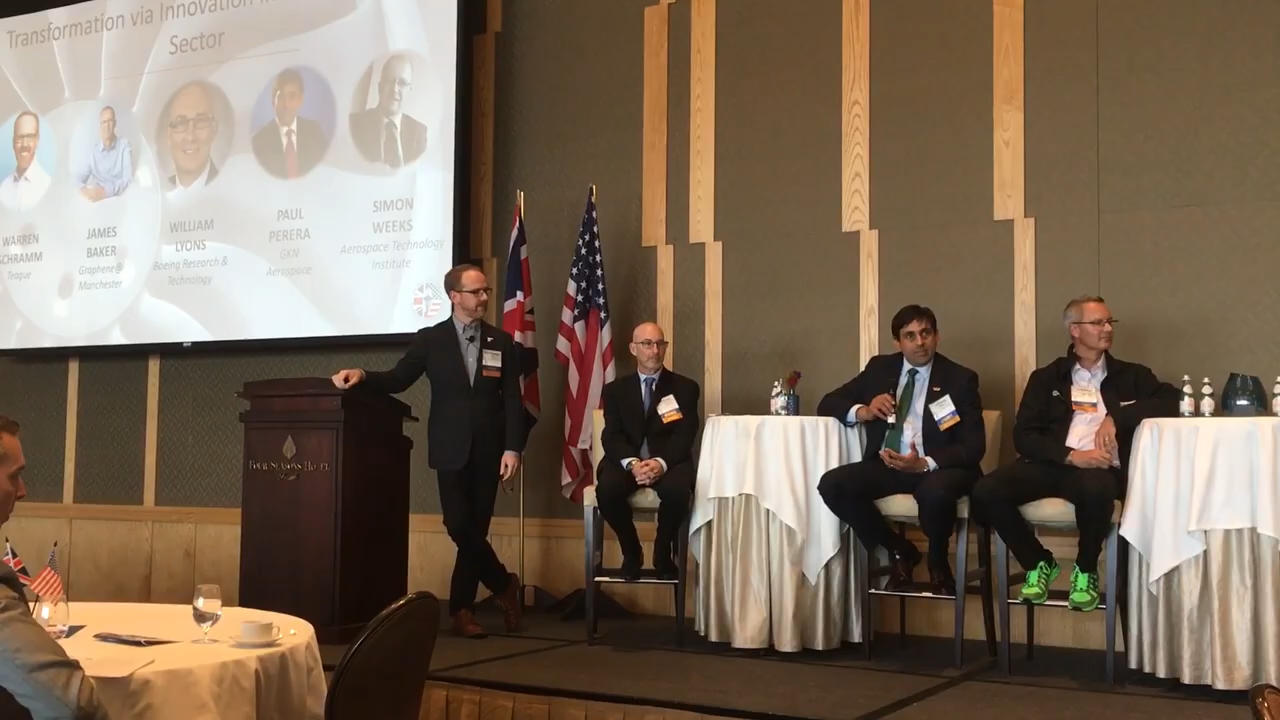 Transformation via Innovation
Sector
WARREN
SCHRAMM
Teague
JAMES
BAKER
Graphene@
Manchester
WILLIAM
LYONS
Boeing Research &
Technology
PAUL
PERERA
GKN
Aerospace
SIMON
WEEKS
Aerospace Technology
Institute
FOUR SEASONS HOTEL